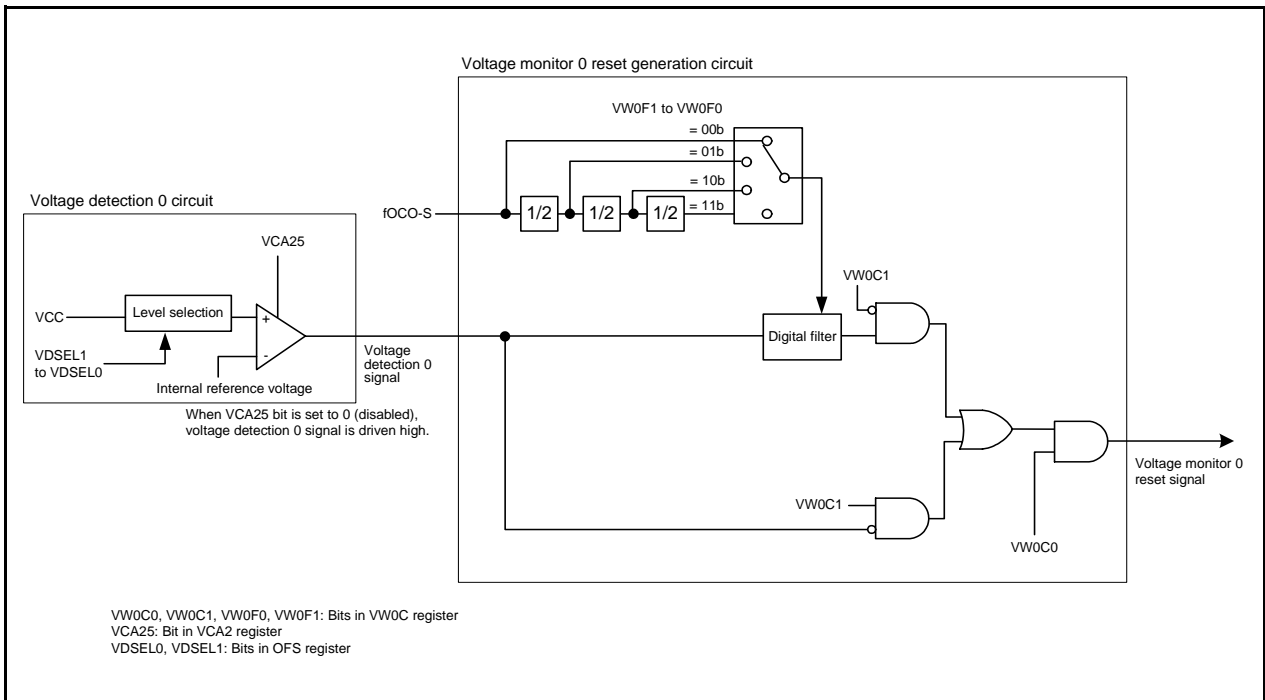 Voltage monitor 0 reset generation circuit
VW0F1 to VW0F0
= 00b
= 01b
= 10b
= 11b
fOCO-S
1/2
1/2
1/2
Voltage detection 0 circuit
VCA25
VCC
Level selection
+
-
VDSEL1
to VDSEL0
Internal reference voltage
When VCA25 bit is set to 0 (disabled),
voltage detection 0 signal is driven high.
Voltage
detection 0
signal
Digital filter
VW0C1
VW0C1
VW0C0
Voltage monitor 0
reset signal
VW0C0, VW0C1, VW0F0, VW0F1: Bits in VW0C register
VCA25: Bit in VCA2 register
VDSEL0, VDSEL1: Bits in OFS register